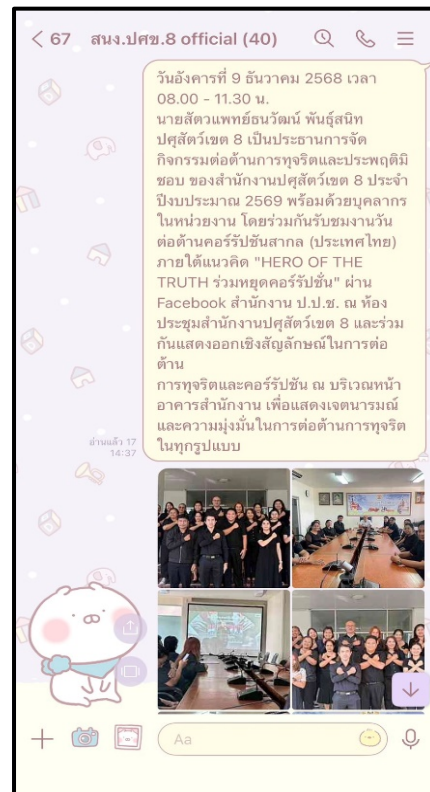 67 สนง.ปศข.8 official (40)
วันอังคารที่ 9 ธันวาคม 2568 เวลา
08.00 - 11.30 น.
นายสัตวแพทย์ธนวัฒน์ พันธุ์สนิท
ปศุสัตว์เขต 8 เป็นประธานการจัด
กิจกรรมต่อต้านการทุจริตและประพฤติมิ
ชอบ ของสำนักงานปศุสัตว์เขต 8 ประจำ
ปีงบประมาณ 2569 พร้อมด้วยบุคลากร
ในหน่วยงาน โดยร่วมกันรับชมงานวัน
ต่อต้านคอร์รัปชันสากล (ประเทศไทย)
ภายใต้แนวคิด "HERO OF THE
TRUTH ร่วมหยุดคอร์รัปชั่น" ผ่าน
Facebook สำนักงาน ป.ป.ช. ณ ห้อง
ประชุมสำนักงานปศุสัตว์เขต 8 และร่วม
กันแสดงออกเชิงสัญลักษณ์ในการต่อ
ต้าน
การทุจริตและคอร์รัปชัน ณ บริเวณหน้า
อาคารสำนักงาน เพื่อแสดงเจตนารมณ์
และความมุ่งมั่นในการต่อต้านการทุจริต
ในทุกรูปแบบ
อ่านแล้ว 17
14:37
Aa